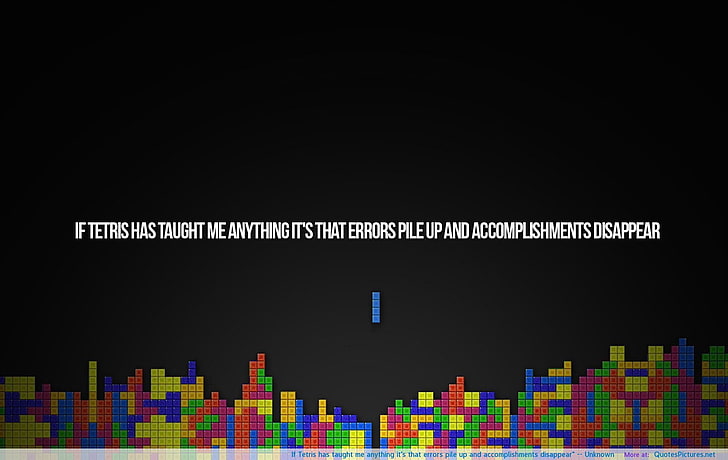 IF TETRIS HAS TAUGHT ME ANYTHING IT'S THAT ERRORS PILE UP AND ACCOMPLISHMENTS DISAPPEAR
If Tetris has taught me anything it's that errors pile up and accomplishments disappear" -- Unknown More at: QuotesPictures.net